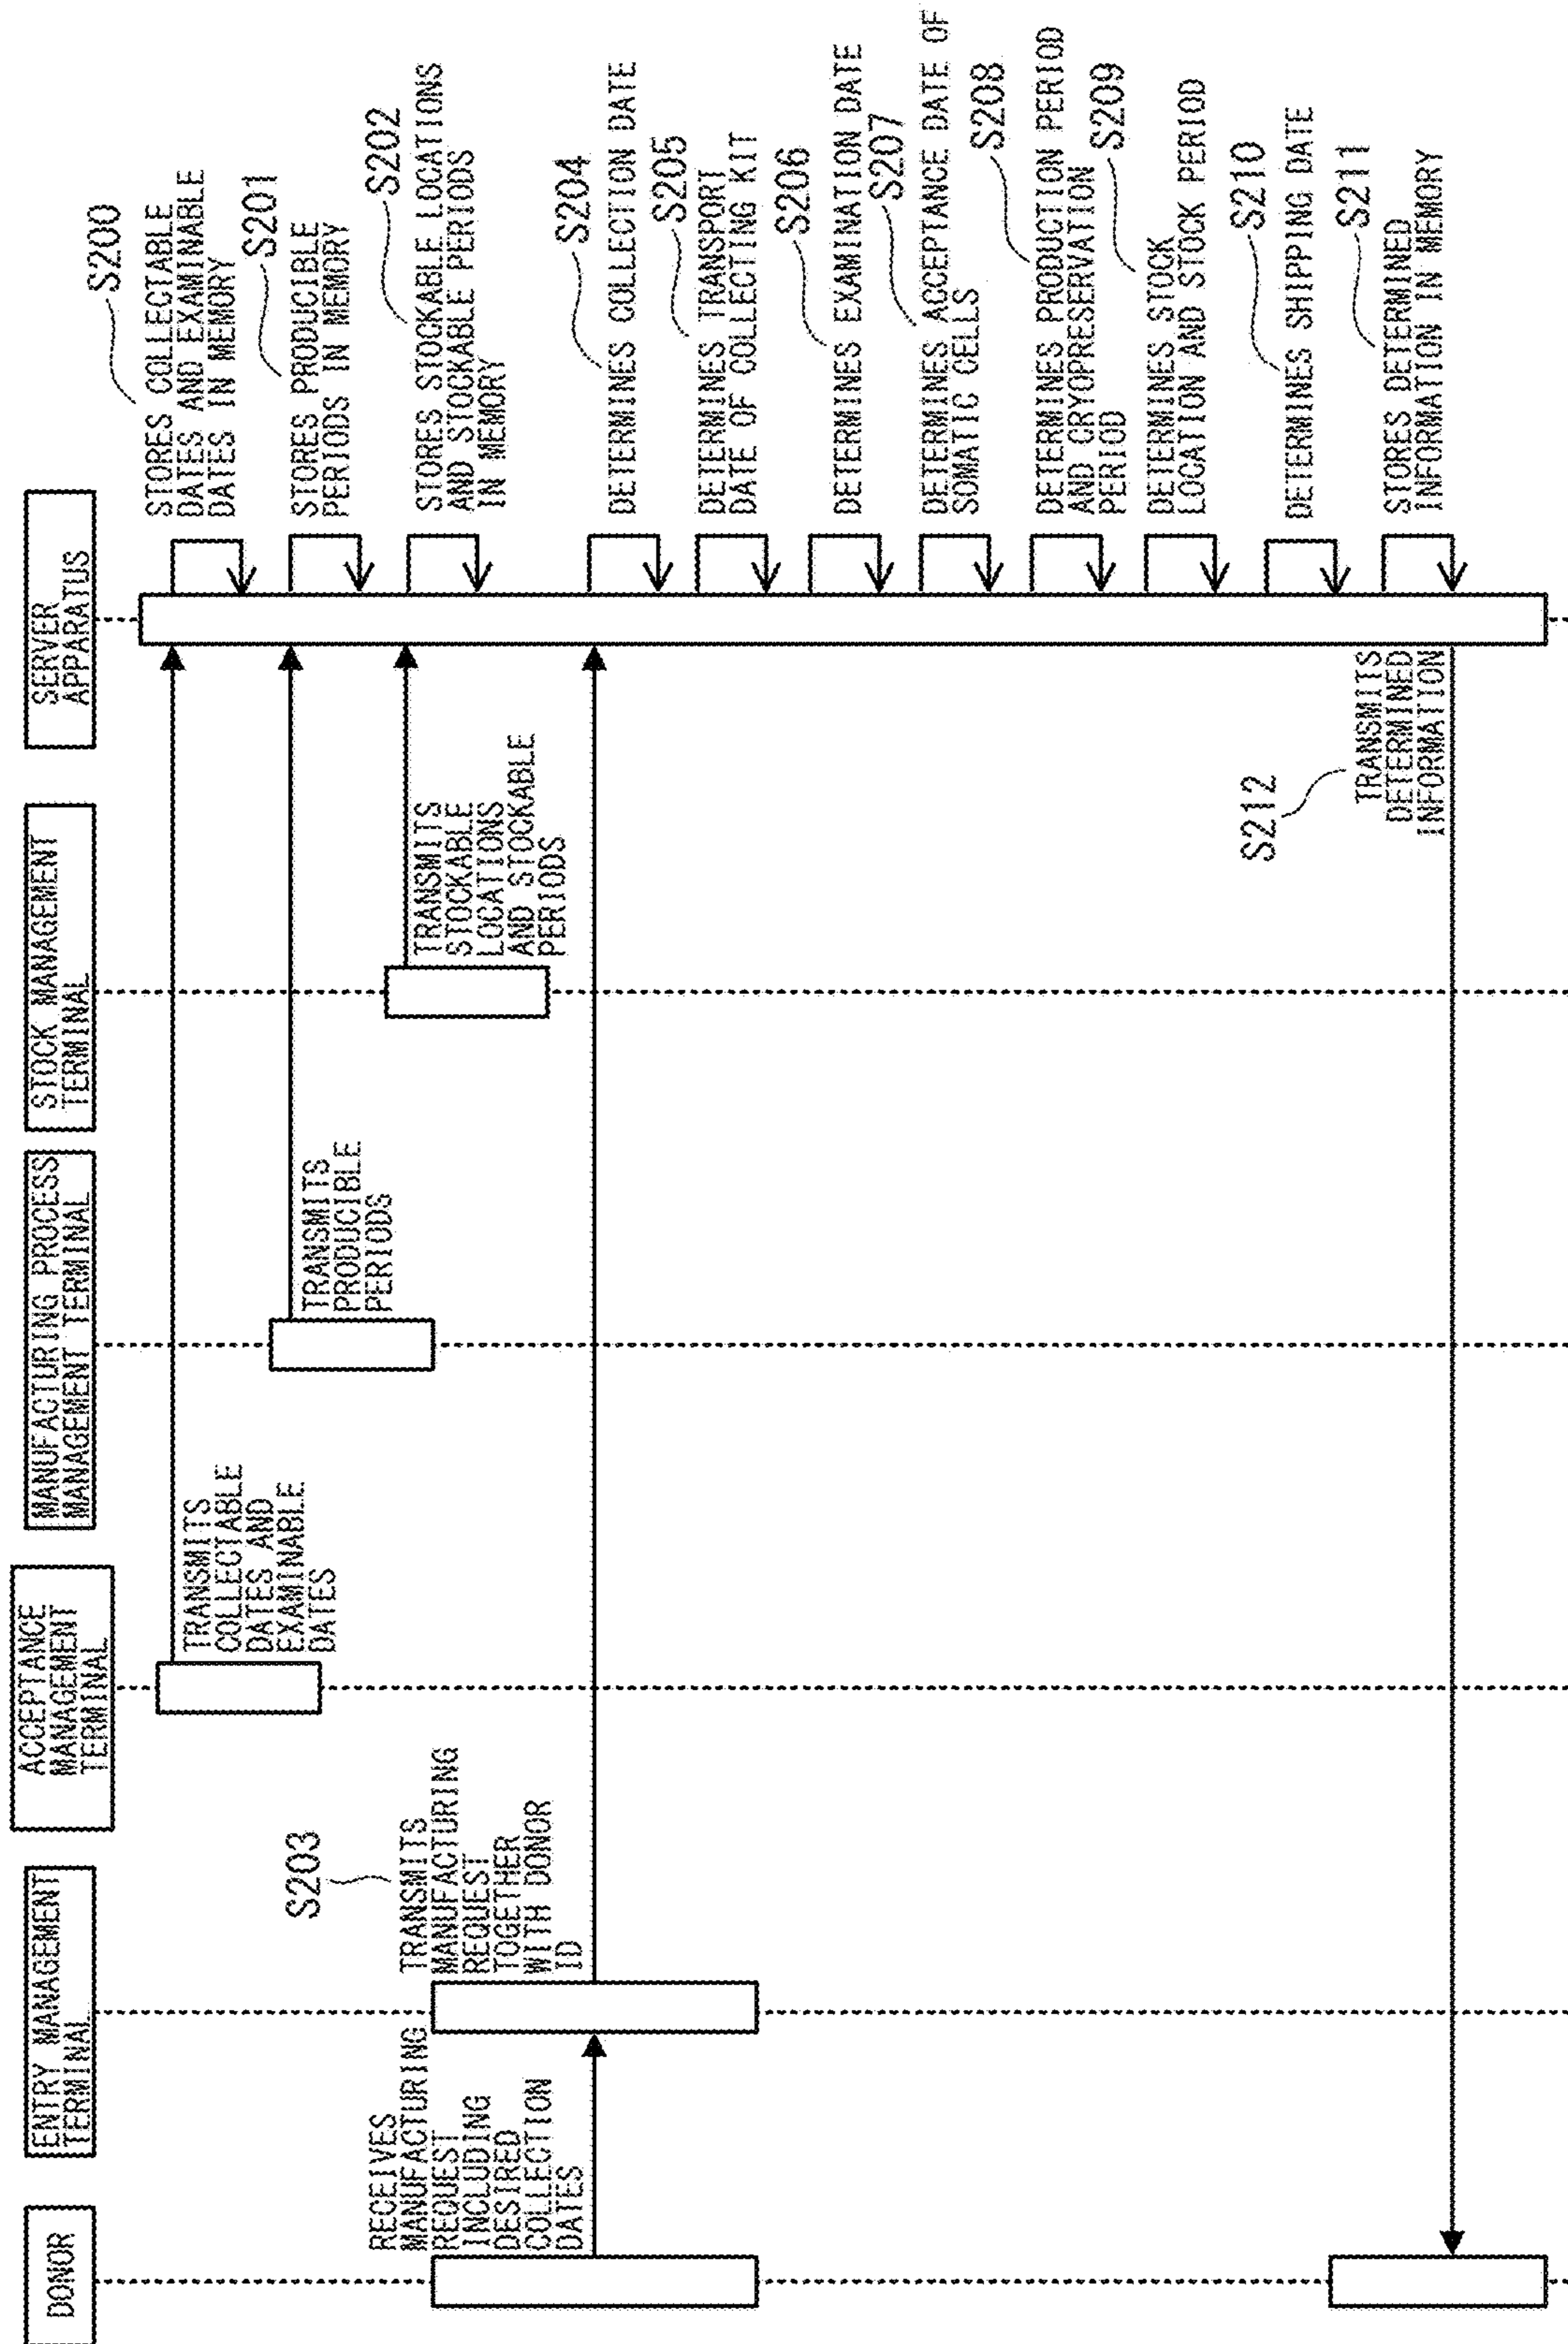 DONOR
ENTRY MANAGEMENT
TERMINAL
ACCEPTANCE
MANAGEMENT
TERMINAL
MANUFACTURING PROCESS
MANAGEMENT TERMINAL
STOCK MANAGEMENT
TERMINAL
SERVER
APPARATUS
TRANSMITS
COLLECTABLE
DATES AND
EXAMINABLE
DATES
S200
STORES COLLECTABLE
DATES AND EXAMINABLE
DATES IN MEMORY
TRANSMITS
PRODUCIBLE
PERIODS
S201
STORES PRODUCIBLE
PERIODS IN MEMORY
TRANSMITS
STOCKABLE
LOCATIONS
AND STOCKABLE
PERIODS
S202
STORES STOCKABLE LOCATIONS
AND STOCKABLE PERIODS
IN MEMORY
RECEIVES
MANUFACTURING
REQUEST
INCLUDING
DESIRED
COLLECTION
DATES
S203
TRANSMITS
MANUFACTURING
REQUEST
TOGETHER
WITH DONOR
ID
S204
DETERMINES COLLECTION DATE
S205
DETERMINES TRANSPORT
DATE OF COLLECTING KIT
S206
DETERMINES EXAMINATION DATE
S207
DETERMINES ACCEPTANCE DATE OF
SOMATIC CELLS
S208
DETERMINES PRODUCTION PERIOD
AND CRYOPRESERVATION
PERIOD
S209
DETERMINES STOCK
LOCATION AND STOCK PERIOD
S210
DETERMINES SHIPPING DATE
S211
STORES DETERMINED
INFORMATION IN MEMORY
S212
TRANSMITS
DETERMINED
INFORMATION